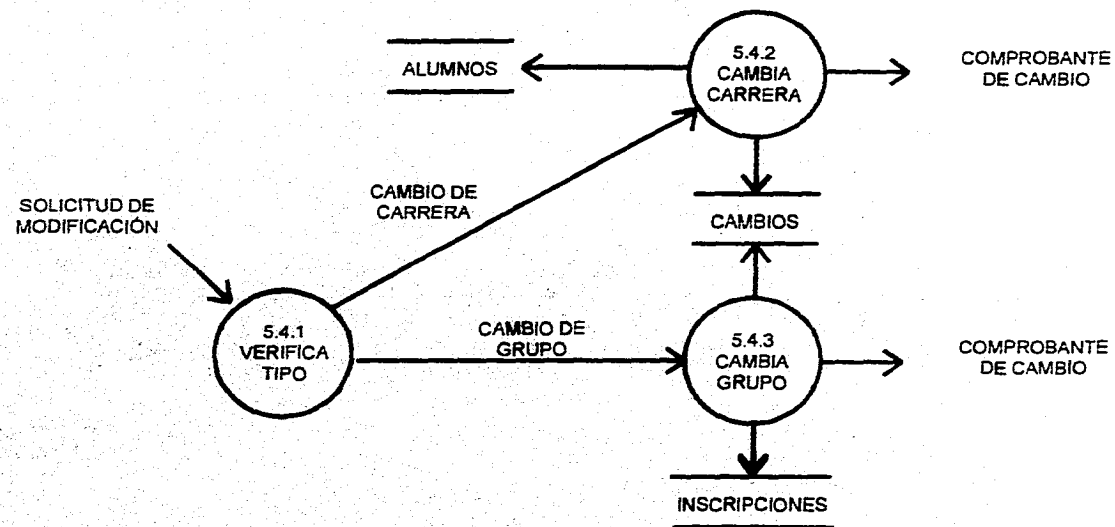 ALUMNOS
5.4.2
CAMBIA
CARRERA
COMPROBANTE
DE CAMBIO
CAMBIO DE
CARRERA
SOLICITUD DE
MODIFICACIÓN
CAMBIOS
5.4.1
VERIFICA
TIPO
CAMBIO DE
GRUPO
5.4.3
CAMBIA
GRUPO
COMPROBANTE
DE CAMBIO
INSCRIPCIONES